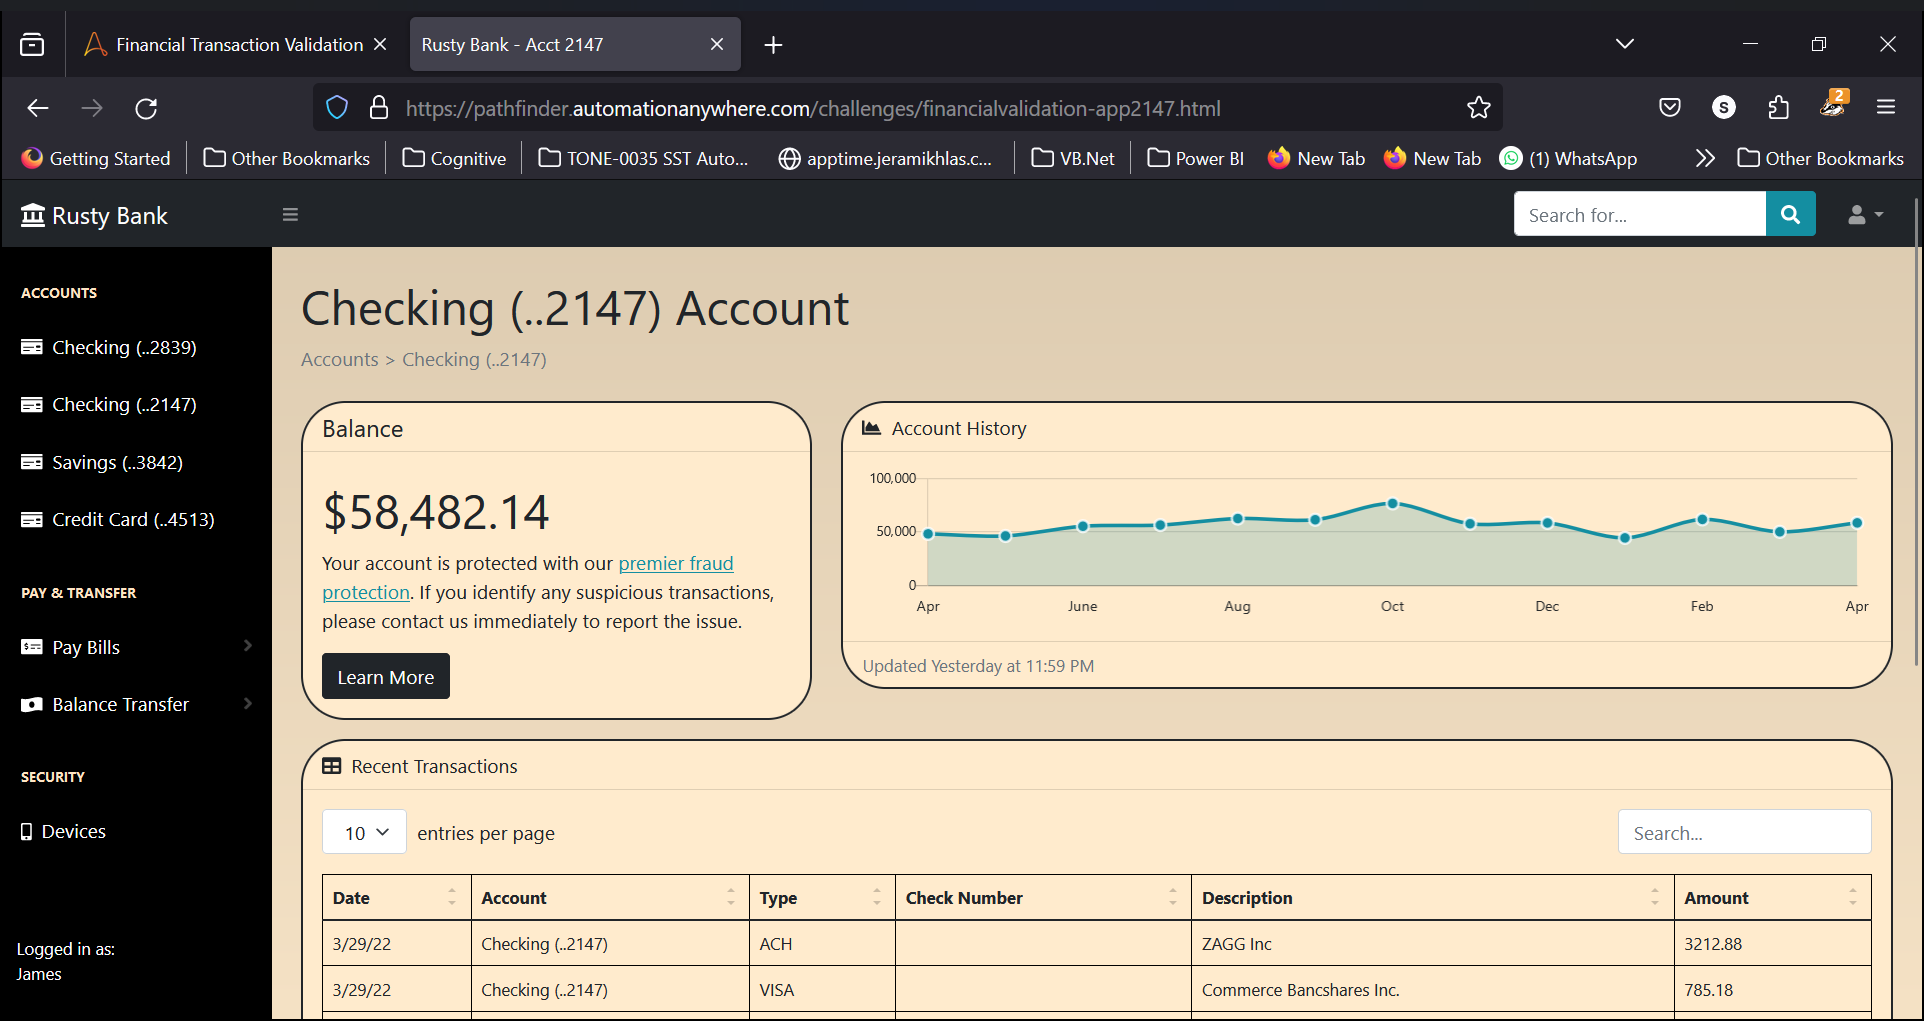 Financial Transaction Validation
Rusty Bank - Acct 2147
https://pathfinder.automationanywhere.com/challenges/financialvalidation-app2147.html
S
2
Getting Started
Other Bookmarks
Cognitive
TONE-0035 SST Auto...
apptime.jeramikhlas.c...
VB.Net
Power BI
New Tab
New Tab
(1) WhatsApp
Other Bookmarks
Rusty Bank
Search for...
ACCOUNTS
Checking (..2839)
Checking (..2147)
Savings (..3842)
Credit Card (..4513)
PAY & TRANSFER
Pay Bills
Balance Transfer
SECURITY
Devices
Logged in as:
James
Checking (..2147) Account
Accounts > Checking (..2147)
Balance
$58,482.14
Your account is protected with our premier fraud
protection. If you identify any suspicious transactions,
please contact us immediately to report the issue.
Learn More
Account History
100,000
50,000
0
Apr June Aug Oct Dec Feb Apr
Updated Yesterday at 11:59 PM
Recent Transactions
10 entries per page
Search...
Date Account Type Check Number Description Amount
3/29/22 Checking (..2147) ACH ZAGG Inc 3212.88
3/29/22 Checking (..2147) VISA Commerce Bancshares Inc. 785.18